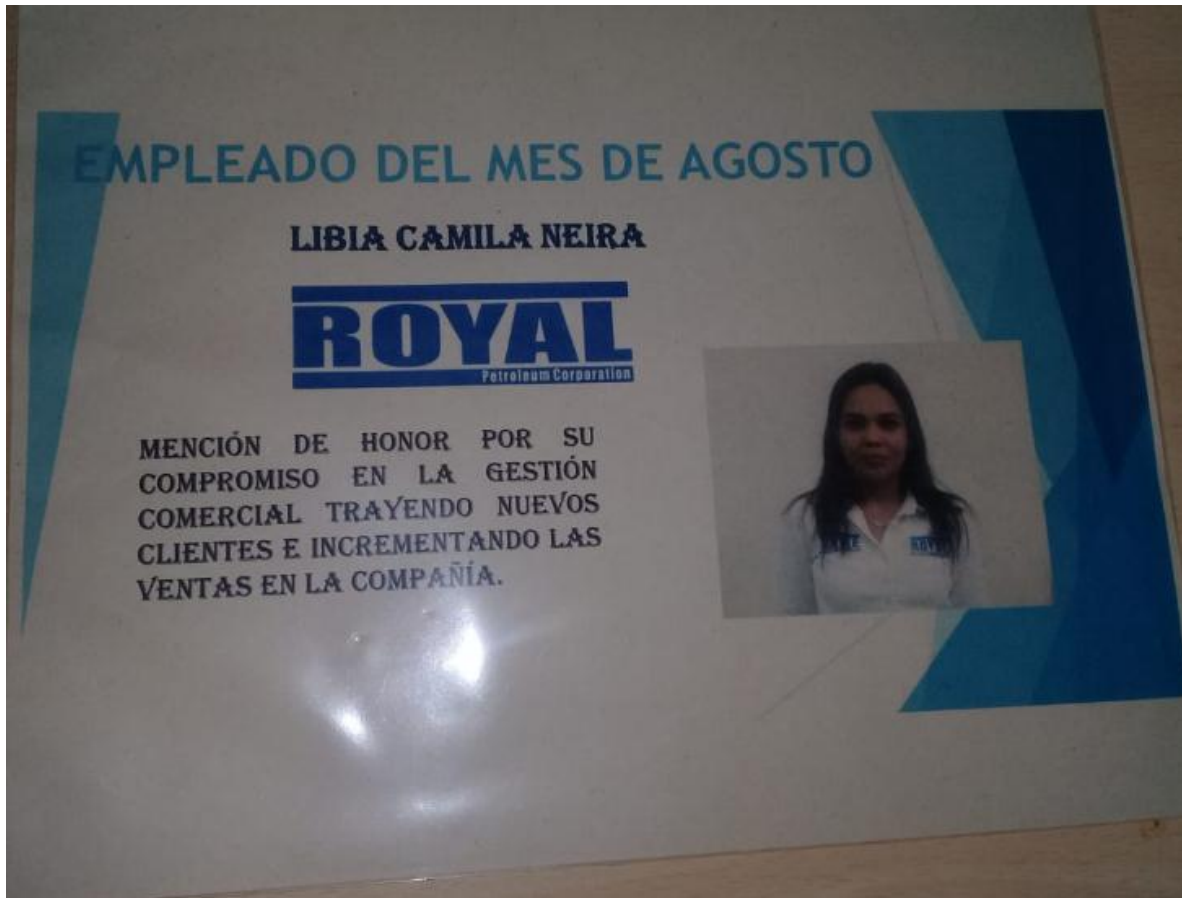 EMPLEADO DEL MES DE AGOSTO
LIBIA CAMILA NEIRA
ROYAL
Petroleum Corporation
MENCIÓN DE HONOR POR SU
COMPROMISO EN LA GESTIÓN
COMERCIAL TRAYENDO NUEVOS
CLIENTES E INCREMENTANDO LAS
VENTAS EN LA COMPAÑÍA.